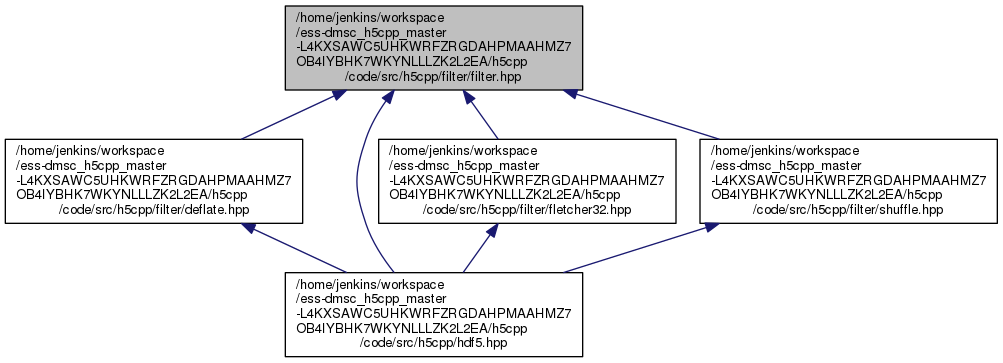 /home/jenkins/workspace
/ess-dmsc_h5cpp_master
-L4KXSAWC5UHKWRFZRGDAHPMAAHMZ7
OB4IYBHK7WKYNLLLZK2L2EA/h5cpp
/code/src/h5cpp/filter/filter.hpp
/home/jenkins/workspace
/ess-dmsc_h5cpp_master
-L4KXSAWC5UHKWRFZRGDAHPMAAHMZ7
OB4IYBHK7WKYNLLLZK2L2EA/h5cpp
/code/src/h5cpp/filter/deflate.hpp
/home/jenkins/workspace
/ess-dmsc_h5cpp_master
-L4KXSAWC5UHKWRFZRGDAHPMAAHMZ7
OB4IYBHK7WKYNLLLZK2L2EA/h5cpp
/code/src/h5cpp/filter/fletcher32.hpp
/home/jenkins/workspace
/ess-dmsc_h5cpp_master
-L4KXSAWC5UHKWRFZRGDAHPMAAHMZ7
OB4IYBHK7WKYNLLLZK2L2EA/h5cpp
/code/src/h5cpp/filter/shuffle.hpp
/home/jenkins/workspace
/ess-dmsc_h5cpp_master
-L4KXSAWC5UHKWRFZRGDAHPMAAHMZ7
OB4IYBHK7WKYNLLLZK2L2EA/h5cpp
/code/src/h5cpp/hdf5.hpp